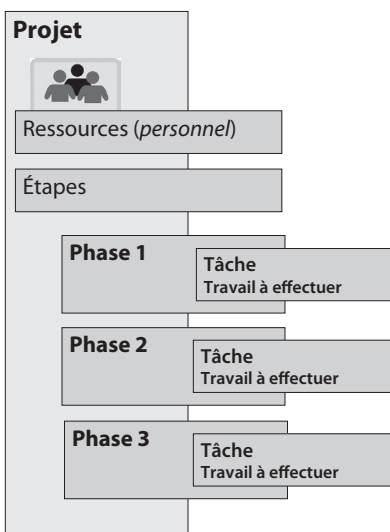 Projet
Ressources (personnel)
Étapes
Phase 1
Tâche
Travail à effectuer
Phase 2
Tâche
Travail à effectuer
Phase 3
Tâche
Travail à effectuer